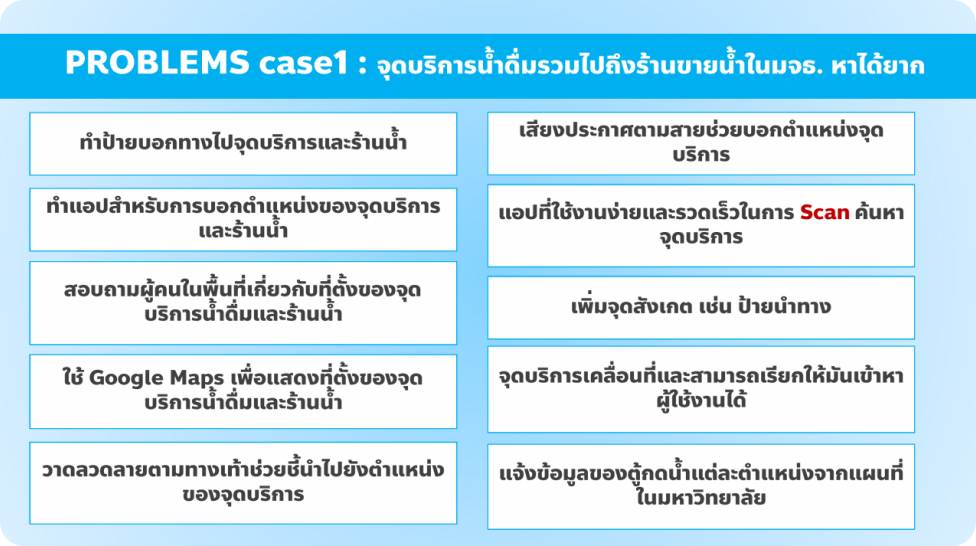 PROBLEMS case1 : จุดบริการน้ำดื่มรวมไปถึงร้านขายน้ำในมจธ. หาได้ยาก
ทำป้ายบอกทางไปจุดบริการและร้านน้ำ
ทำแอปสำหรับการบอกตำแหน่งของจุดบริการ
และร้านน้ำ
สอบถามผู้คนในพื้นที่เกี่ยวกับที่ตั้งของจุด
บริการน้ำดื่มและร้านน้ำ
ใช้ Google Maps เพื่อแสดงที่ตั้งของจุด
บริการน้ำดื่มและร้านน้ำ
วาดลวดลายตามทางเท้าช่วยชี้นำไปยังตำแหน่ง
ของจุดบริการ
เสียงประกาศตามสายช่วยบอกตำแหน่งจุด
บริการ
แอปที่ใช้งานง่ายและรวดเร็วในการ Scan ค้นหา
จุดบริการ
เพิ่มจุดสังเกต เช่น ป้ายนำทาง
จุดบริการเคลื่อนที่และสามารถเรียกให้มันเข้าหา
ผู้ใช้งานได้
แจ้งข้อมูลของตู้กดน้ำแต่ละตำแหน่งจากแผนที่
ในมหาวิทยาลัย